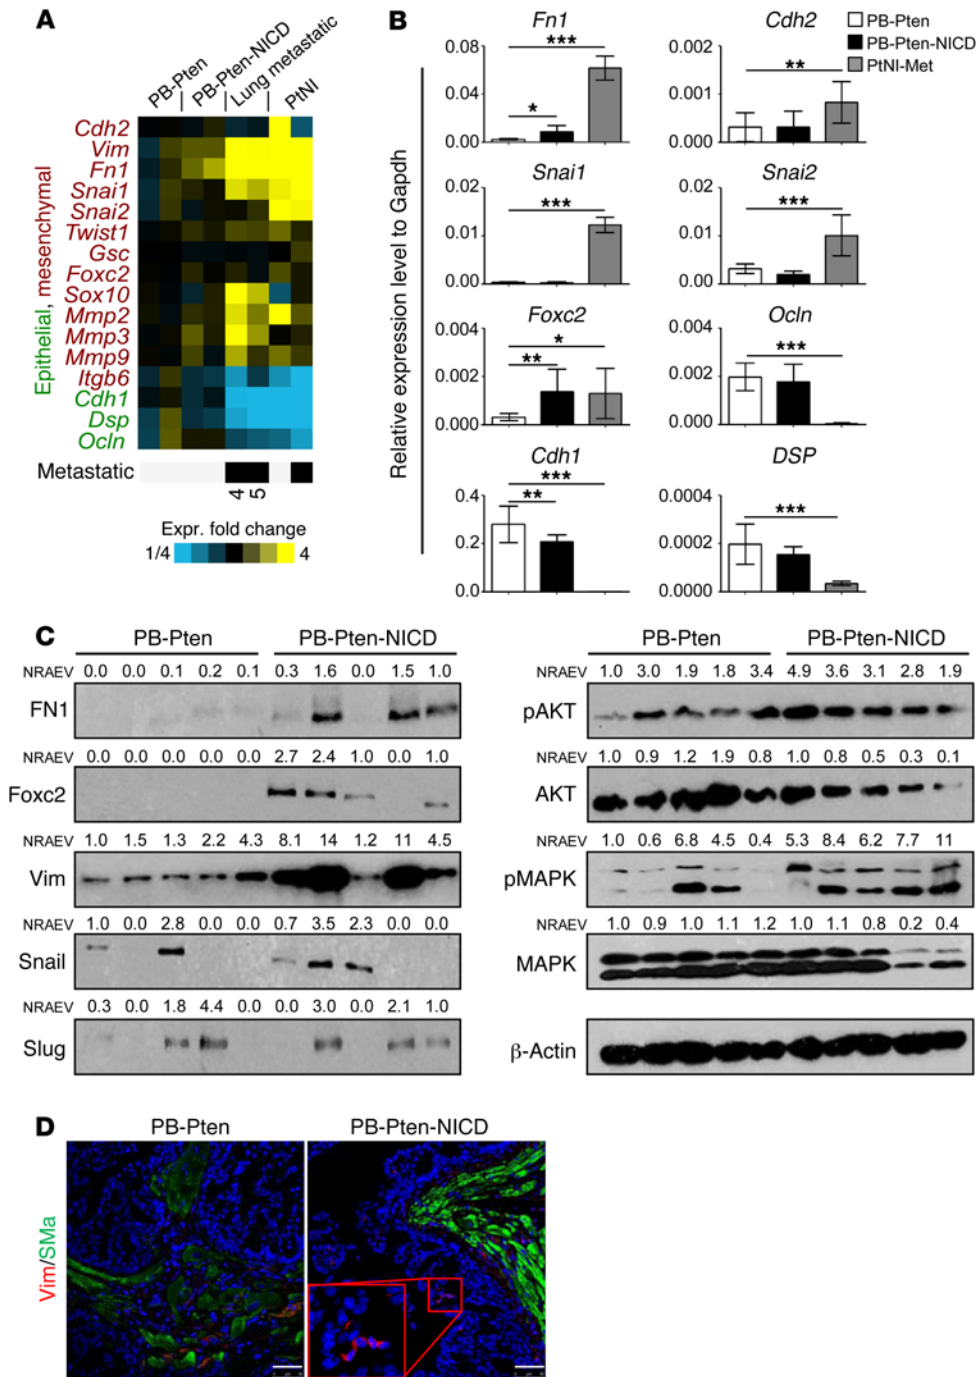 A
PB-Pten
PB-Pten-NICD
Lung metastatic
PtNI
Epithelial, mesenchymal
Cdh2
Vim
Fn1
Snai1
Snai2
Twist1
Gsc
Foxc2
Sox10
Mmp2
Mmp3
Mmp9
Itgb6
Cdh1
Dsp
Ocln
Metastatic
4
5
Expr. fold change
1/4 4
B
PB-Pten
PB-Pten-NICD
PtNI-Met
Relative expression level to Gapdh
Fn1
***
*
0.08
0.04
0.00
Cdh2
**
0.002
0.001
0.000
Snai1
***
0.02
0.01
0.00
Snai2
***
0.02
0.01
0.00
Foxc2
*
**
0.004
0.002
0.000
Ocln
***
0.004
0.002
0.000
Cdh1
***
**
0.4
0.2
0.0
DSP
***
0.0004
0.0002
0.0000
C
PB-Pten PB-Pten-NICD
NRAEV 0.0 0.0 0.1 0.2 0.1 0.3 1.6 0.0 1.5 1.0
FN1
NRAEV 0.0 0.0 0.0 0.0 0.0 2.7 2.4 1.0 0.0 1.0
Foxc2
NRAEV 1.0 1.5 1.3 2.2 4.3 8.1 14 1.2 11 4.5
Vim
NRAEV 1.0 0.0 2.8 0.0 0.0 0.7 3.5 2.3 0.0 0.0
Snail
NRAEV 0.3 0.0 1.8 4.4 0.0 0.0 3.0 0.0 2.1 1.0
Slug
PB-Pten PB-Pten-NICD
NRAEV 1.0 3.0 1.9 1.8 3.4 4.9 3.6 3.1 2.8 1.9
pAKT
NRAEV 1.0 0.9 1.2 1.9 0.8 1.0 0.8 0.5 0.3 0.1
AKT
NRAEV 1.0 0.6 6.8 4.5 0.4 5.3 8.4 6.2 7.7 11
pMAPK
NRAEV 1.0 0.9 1.0 1.1 1.2 1.0 1.1 0.8 0.2 0.4
MAPK
β-Actin
D
PB-Pten PB-Pten-NICD
Vim/SMa